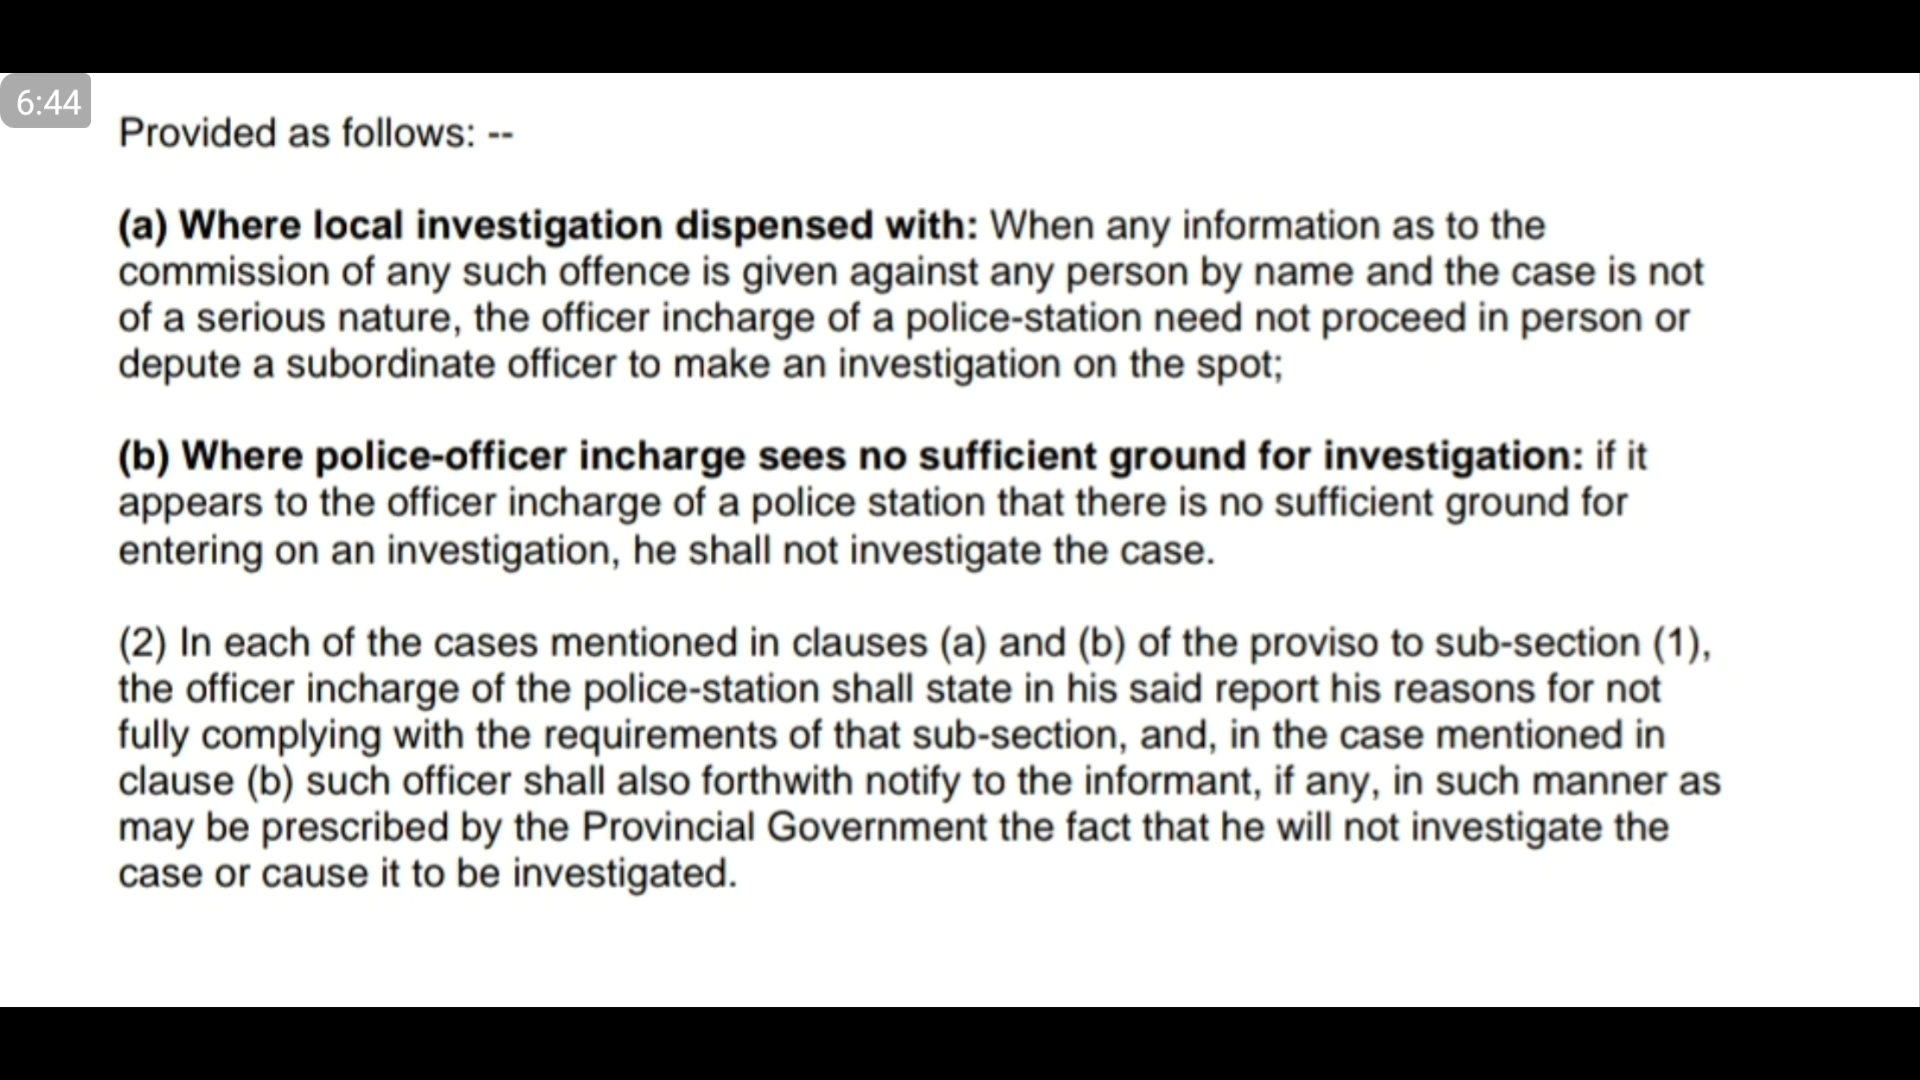 6:44
Provided as follows: --
(a) Where local investigation dispensed with: When any information as to the
commission of any such offence is given against any person by name and the case is not
of a serious nature, the officer incharge of a police-station need not proceed in person or
depute a subordinate officer to make an investigation on the spot;
(b) Where police-officer incharge sees no sufficient ground for investigation: if it
appears to the officer incharge of a police station that there is no sufficient ground for
entering on an investigation, he shall not investigate the case.
(2) In each of the cases mentioned in clauses (a) and (b) of the proviso to sub-section (1),
the officer incharge of the police-station shall state in his said report his reasons for not
fully complying with the requirements of that sub-section, and, in the case mentioned in
clause (b) such officer shall also forthwith notify to the informant, if any, in such manner as
may be prescribed by the Provincial Government the fact that he will not investigate the
case or cause it to be investigated.